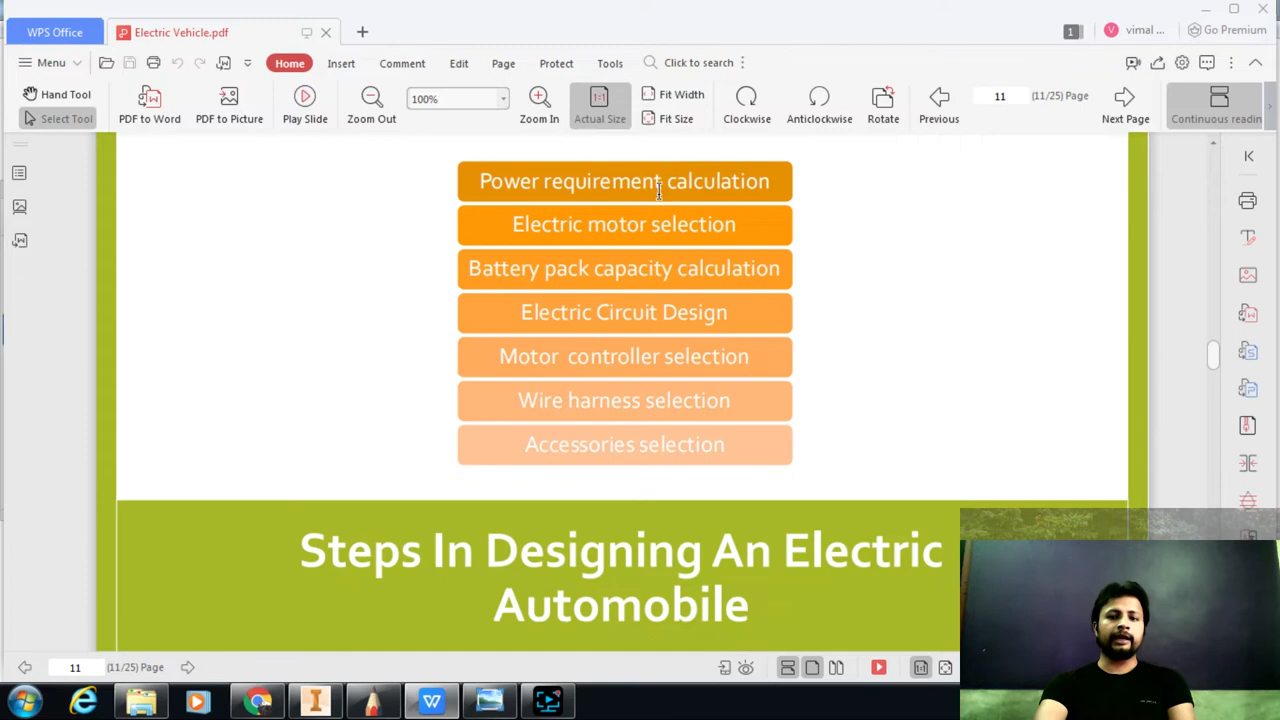 WPS Office
Electric Vehicle.pdf
1
V vimal ...
Go Premium
Menu
Home
Insert
Comment
Edit
Page
Protect
Tools
Click to search
Hand Tool
Select Tool
PDF to Word
PDF to Picture
Play Slide
Zoom Out
100%
Zoom In
1:1
Actual Size
Fit Width
Fit Size
Clockwise
Anticlockwise
Rotate
Previous
11
(11/25) Page
Next Page
Continuous readin
Power requirement calculation
Electric motor selection
Battery pack capacity calculation
Electric Circuit Design
Motor controller selection
Wire harness selection
Accessories selection
Steps In Designing An Electric
Automobile
11
(11/25) Page